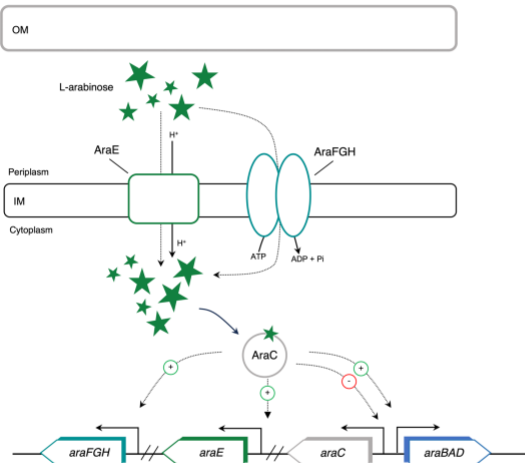 OM
L-arabinose
H⁺
AraE
AraFGH
Periplasm
IM
Cytoplasm
H⁺
ATP
ADP + Pi
AraC
+
+
-
+
araFGH
araE
araC
araBAD